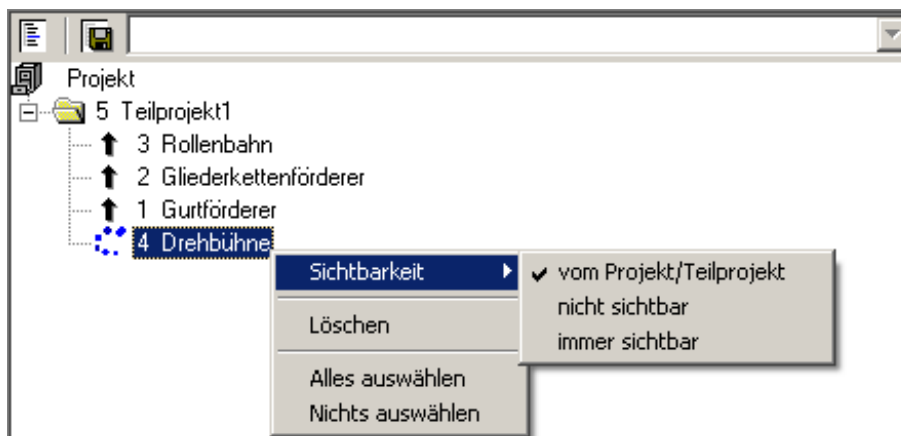 Projekt
5 Teilprojekt1
3 Rollenbahn
2 Gliederkettenförderer
1 Gurtförderer
4 Drehbühne
Sichtbarkeit
Löschen
Alles auswählen
Nichts auswählen
vom Projekt/Teilprojekt
nicht sichtbar
immer sichtbar